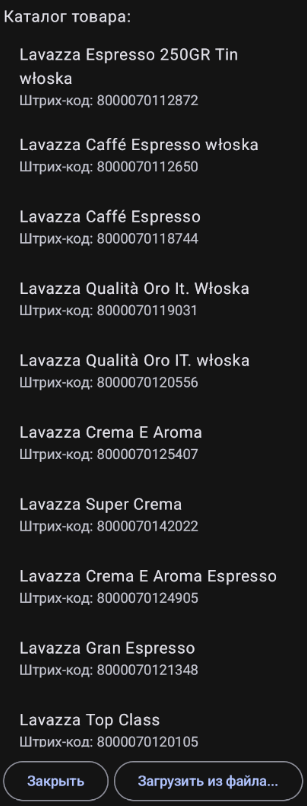 Каталог товара:
Lavazza Espresso 250GR Tin
włoska
Штрих-код: 8000070112872
Lavazza Caffé Espresso włoska
Штрих-код: 8000070112650
Lavazza Caffé Espresso
Штрих-код: 8000070118744
Lavazza Qualità Oro It. Włoska
Штрих-код: 8000070119031
Lavazza Qualità Oro IT. włoska
Штрих-код: 8000070120556
Lavazza Crema E Aroma
Штрих-код: 8000070125407
Lavazza Super Crema
Штрих-код: 8000070142022
Lavazza Crema E Aroma Espresso
Штрих-код: 8000070124905
Lavazza Gran Espresso
Штрих-код: 8000070121348
Lavazza Top Class
Штрих-код: 8000070120105
Закрыть
Загрузить из файла...